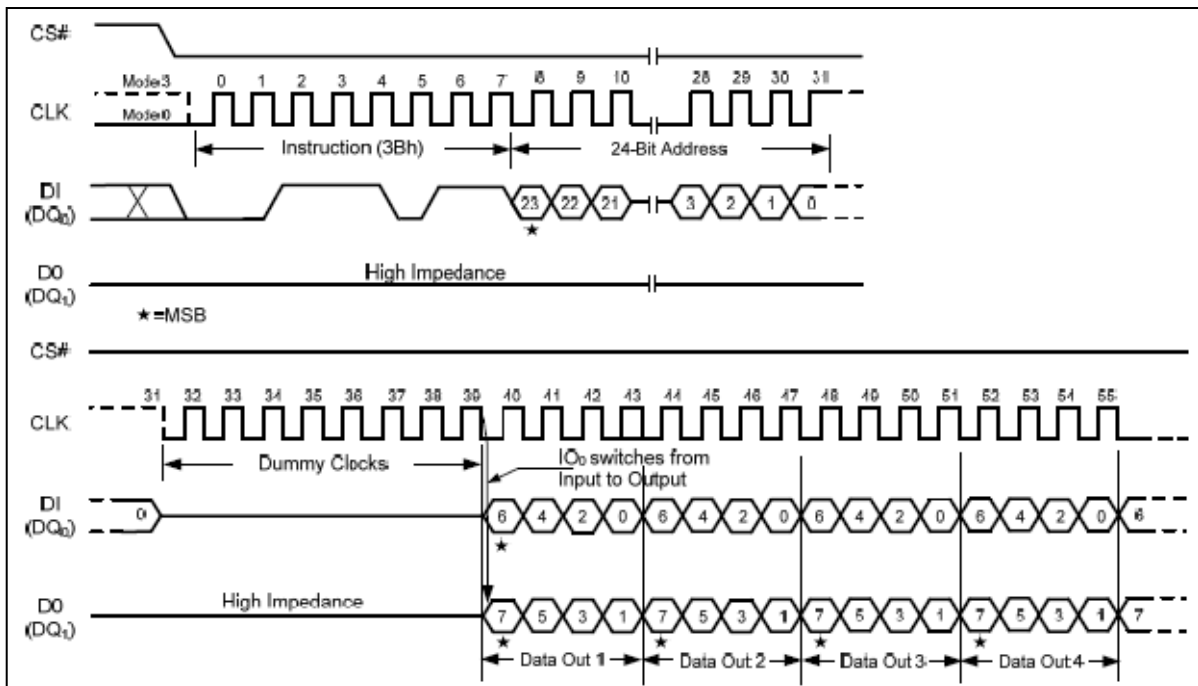 CS#
Mode 3 0 1 2 3 4 5 6 7 8 9 10 28 29 30 31
CLK
Mode 0
Instruction (3Bh) 24-Bit Address
DI
(DQ0) 23 22 21 3 2 1 0
★
DO
(DQ1)
High Impedance
★=MSB
CS#
31 32 33 34 35 36 37 38 39 40 41 42 43 44 45 46 47 48 49 50 51 52 53 54 55
CLK
Dummy Clocks
IO0 switches from
Input to Output
DI
(DQ0) 0 6 4 2 0 6 4 2 0 6 4 2 0 6 4 2 0 6
★
DO
(DQ1)
High Impedance 7 5 3 1 7 5 3 1 7 5 3 1 7 5 3 1 7
★ ★ ★ ★
Data Out 1 Data Out 2 Data Out 3 Data Out 4